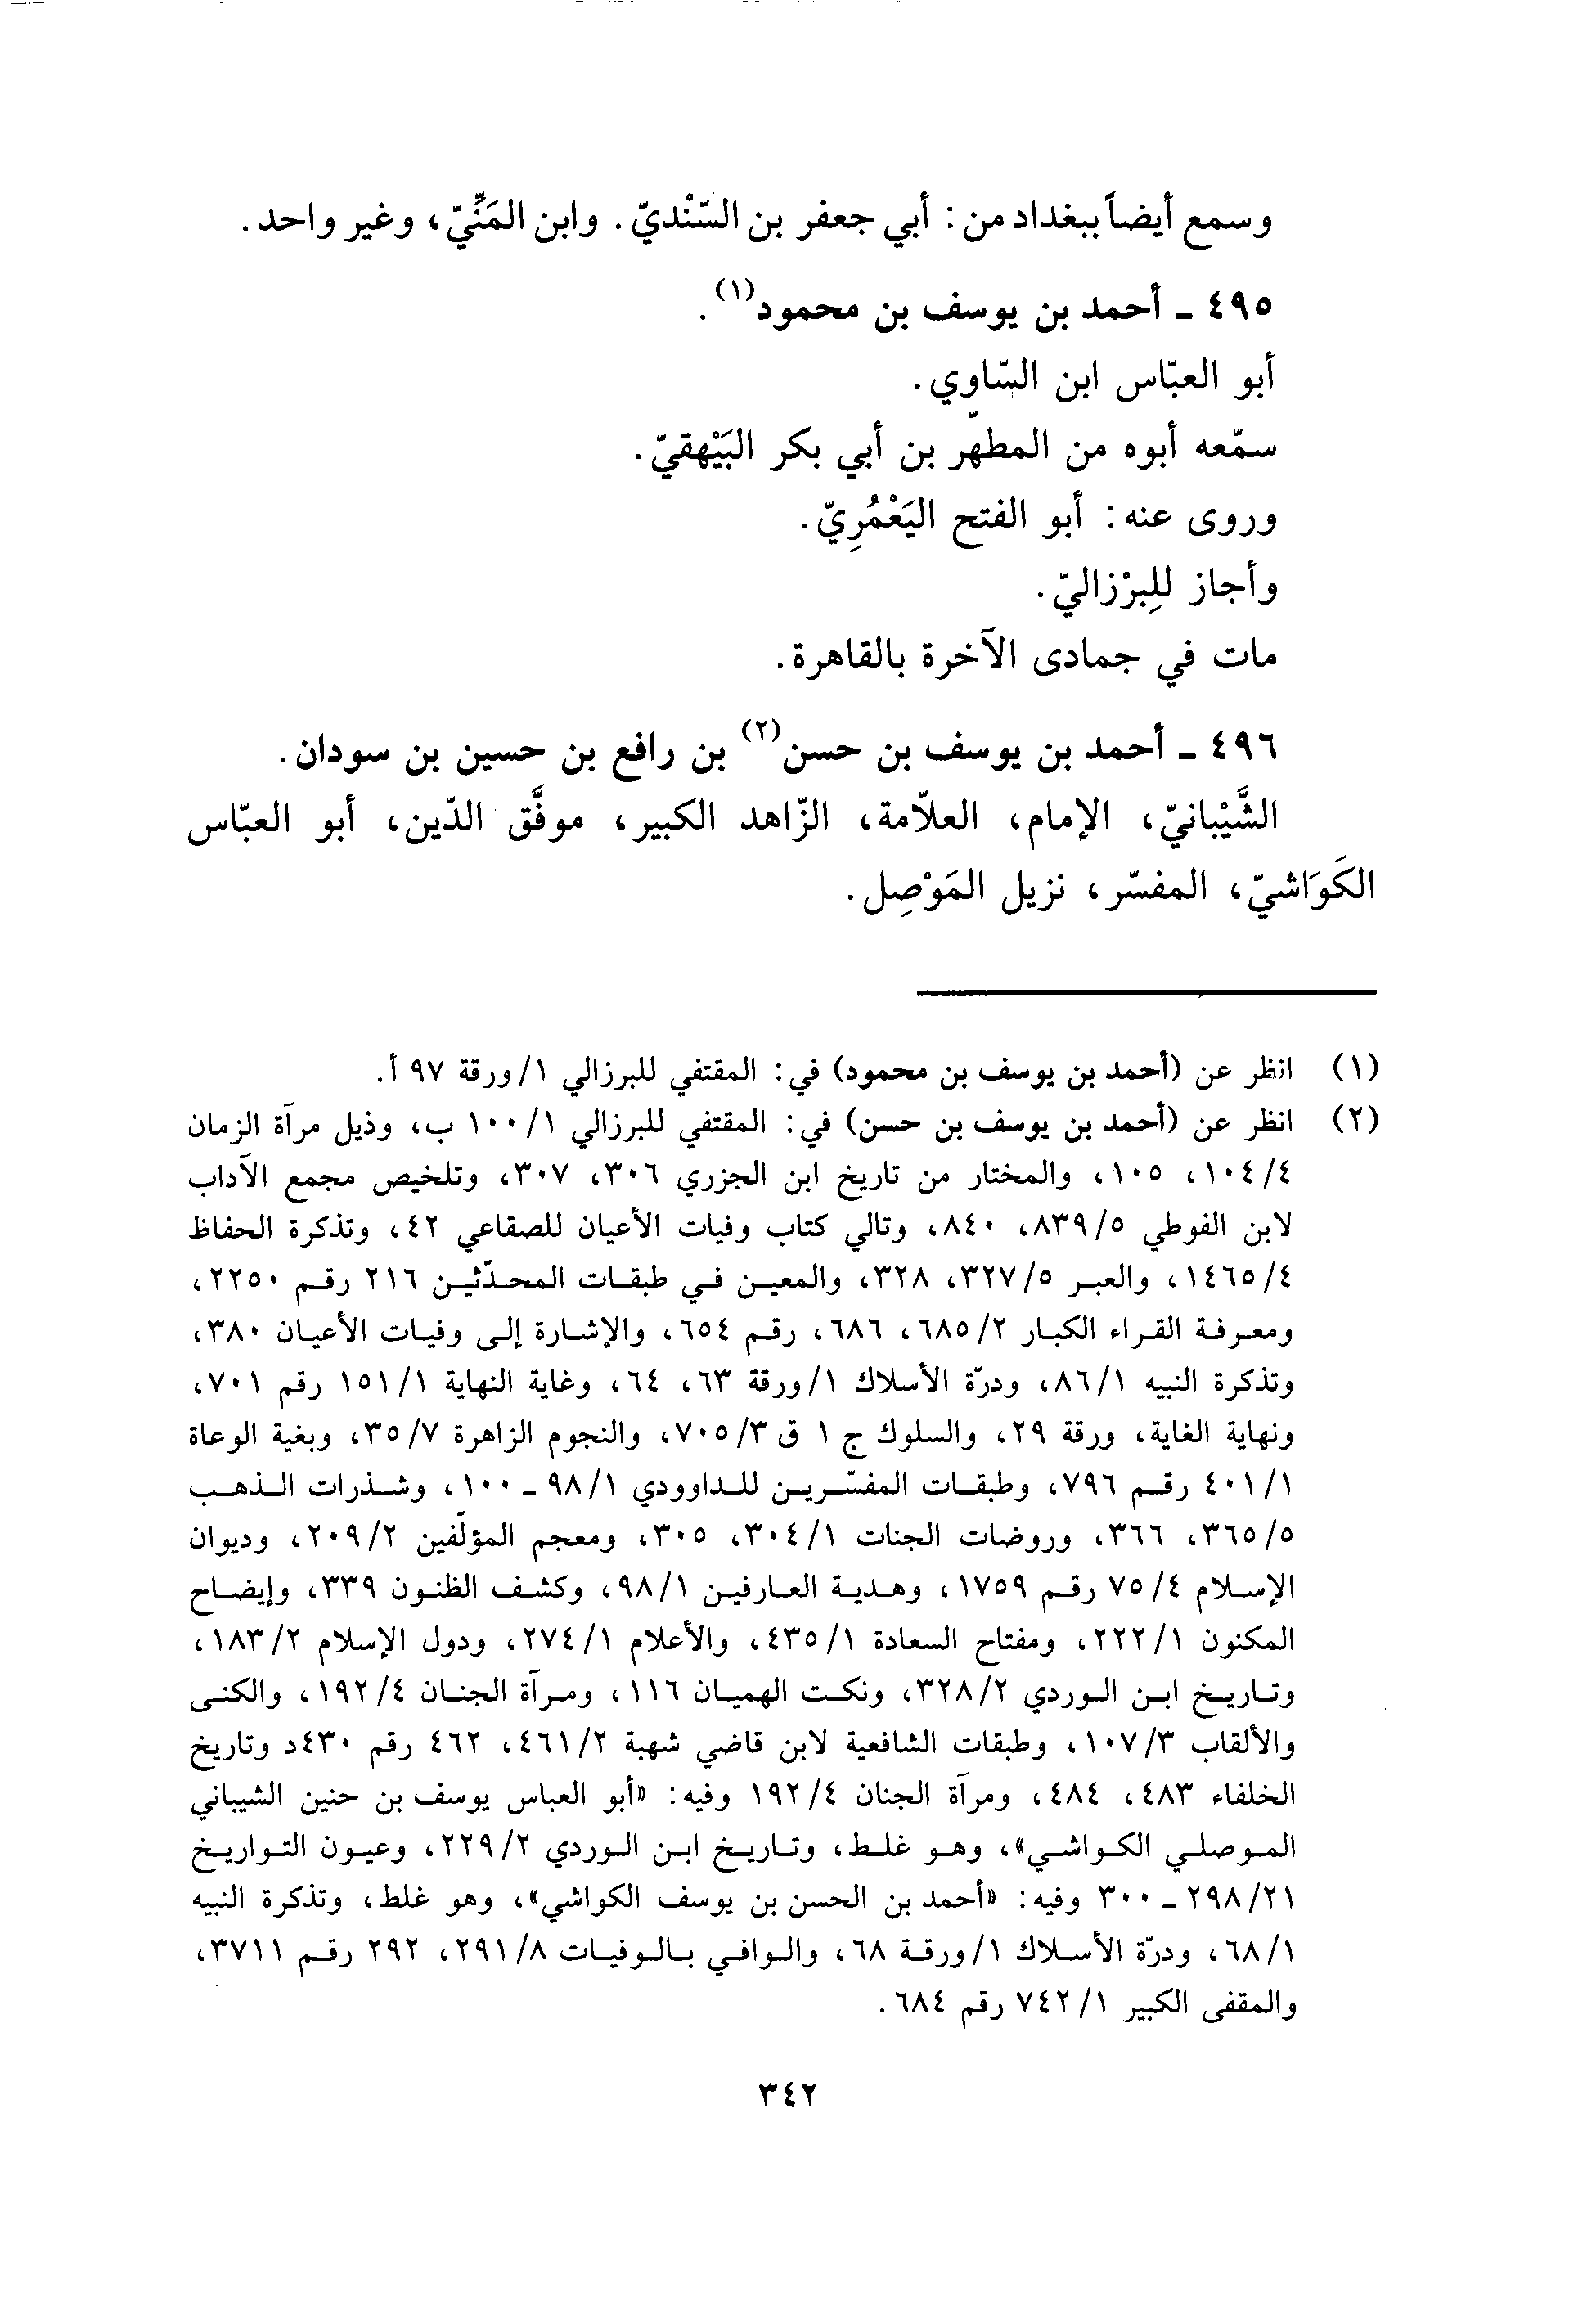 وسمع أيضاً ببغداد من: أبي جعفر بن السّنْديّ. وابن المَنِّيّ، وغير واحد.
٤٩٥ ـ أحمد بن يوسف بن محمود(١).
أبو العبّاس ابن السّاوي.
سمّعه أبوه من المطهّر بن أبي بكر البَيْهقيّ.
وروى عنه: أبو الفتح اليَعْمُرِيّ.
وأجاز للبِرْزاليّ.
مات في جمادى الآخرة بالقاهرة.
٤٩٦ ـ أحمد بن يوسف بن حسن(٢) بن رافع بن حسين بن سودان.
الشَّيْبانيّ، الإمام، العلاّمة، الزّاهد الكبير، موفَّق الدّين، أبو العبّاس
الكَوَاشيّ، المفسّر، نزيل المَوْصِل.
(١) انظر عن (أحمد بن يوسف بن محمود) في: المقتفي للبرزالي ١/ورقة ٩٧ أ.
(٢) انظر عن (أحمد بن يوسف بن حسن) في: المقتفي للبرزالي ١/١٠٠ ب، وذيل مرآة الزمان
٤/١٠٤، ١٠٥، والمختار من تاريخ ابن الجزري ٣٠٦، ٣٠٧، وتلخيص مجمع الآداب
لابن الفوطي ٥/٨٣٩، ٨٤٠، وتالي كتاب وفيات الأعيان للصقاعي ٤٢، وتذكرة الحفاظ
٤/١٤٦٥، والعبر ٥/٣٢٧، ٣٢٨، والمعين في طبقات المحدّثين ٢١٦ رقم ٢٢٥٠،
ومعرفة القراء الكبار ٢/٦٨٥، ٦٨٦، رقم ٦٥٤، والإشارة إلى وفيات الأعيان ٣٨٠،
وتذكرة النبيه ١/٨٦، ودرّة الأسلاك ١/ورقة ٦٣، ٦٤، وغاية النهاية ١/١٥١ رقم ٧٠١،
ونهاية الغاية، ورقة ٢٩، والسلوك ج ١ ق ٣/٧٠٥، والنجوم الزاهرة ٧/٣٥، وبغية الوعاة
١/٤٠١ رقم ٧٩٦، وطبقات المفسّرين للداوودي ١/٩٨ ـ ١٠٠، وشذرات الذهب
٥/٣٦٥، ٣٦٦، وروضات الجنات ١/٣٠٤، ٣٠٥، ومعجم المؤلّفين ٢/٢٠٩، وديوان
الإسلام ٤/٧٥ رقم ١٧٥٩، وهدية العارفين ١/٩٨، وكشف الظنون ٣٣٩، وإيضاح
المكنون ١/٢٢٢، ومفتاح السعادة ١/٤٣٥، والأعلام ١/٢٧٤، ودول الإسلام ٢/١٨٣،
وتاريخ ابن الوردي ٢/٣٢٨، ونكت الهميان ١١٦، ومرآة الجنان ٤/١٩٢، والكنى
والألقاب ٣/١٠٧، وطبقات الشافعية لابن قاضي شهبة ٢/٤٦١، ٤٦٢ رقم ٤٣٠د وتاريخ
الخلفاء ٤٨٣، ٤٨٤، ومرآة الجنان ٤/١٩٢ وفيه: «أبو العباس يوسف بن حنين الشيباني
الموصلي الكواشي»، وهو غلط، وتاريخ ابن الوردي ٢/٢٢٩، وعيون التواريخ
٢١/٢٩٨ ـ ٣٠٠ وفيه: «أحمد بن الحسن بن يوسف الكواشي»، وهو غلط، وتذكرة النبيه
١/٦٨، ودرّة الأسلاك ١/ورقة ٦٨، والوافي بالوفيات ٨/٢٩١، ٢٩٢ رقم ٣٧١١،
والمقفى الكبير ١/٧٤٢ رقم ٦٨٤.
٣٤٢